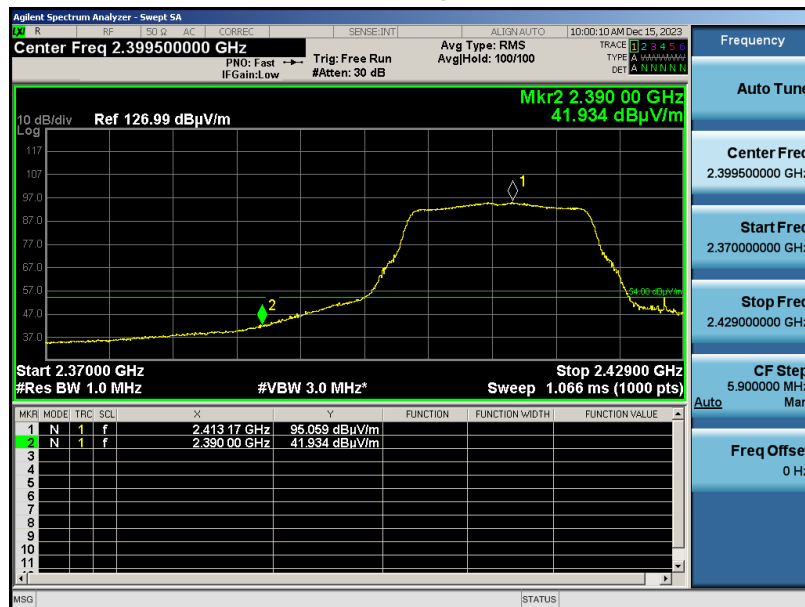 Agilent Spectrum Analyzer - Swept SA
LXI R RF 50 Ω AC CORREC SENSE:INT ALIGN AUTO 10:00:10 AM Dec 15, 2023
Center Freq 2.399500000 GHz
PNO: Fast
IFGain:Low
Trig: Free Run
#Atten: 30 dB
Avg Type: RMS
Avg|Hold: 100/100
TRACE 1 2 3 4 5 6
TYPE A
DET A N N N N N
Mkr2 2.390 00 GHz
41.934 dBµV/m
10 dB/div Ref 126.99 dBµV/m
Log
117
107
97.0
87.0
77.0
67.0
57.0
47.0
37.0
1
2
54.00 dBµV/m
Start 2.37000 GHz Stop 2.42900 GHz
#Res BW 1.0 MHz #VBW 3.0 MHz* Sweep 1.066 ms (1000 pts)
MKR MODE TRC SCL X Y FUNCTION FUNCTION WIDTH FUNCTION VALUE
1 N 1 f 2.413 17 GHz 95.059 dBµV/m
2 N 1 f 2.390 00 GHz 41.934 dBµV/m
3
4
5
6
7
8
9
10
11
MSG STATUS
Frequency
Auto Tune
Center Freq
2.399500000 GHz
Start Freq
2.370000000 GHz
Stop Freq
2.429000000 GHz
CF Step
5.900000 MHz
Auto Man
Freq Offset
0 Hz